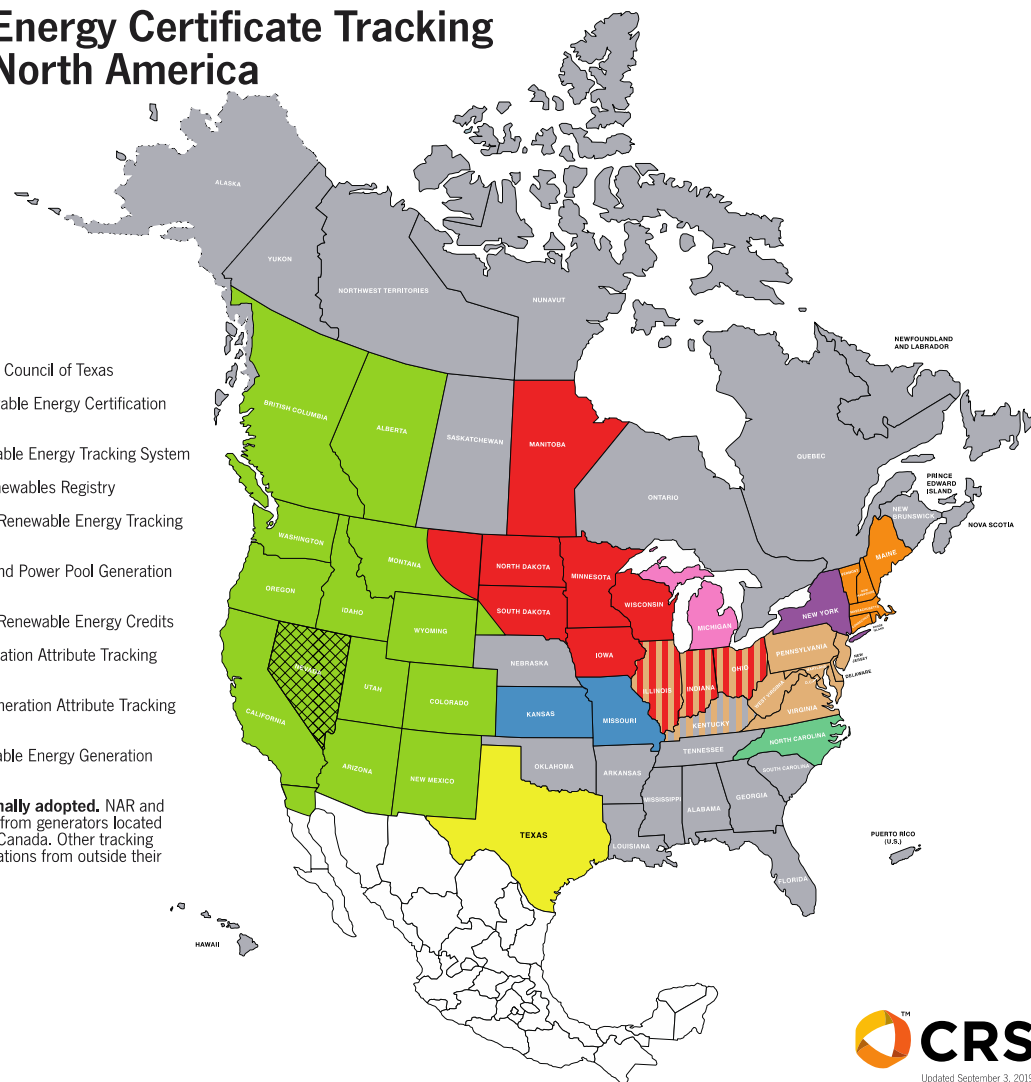 Energy Certificate Tracking
North America
ALASKA
YUKON
NORTHWEST TERRITORIES
NUNAVUT
NEWFOUNDLAND
AND LABRADOR
Council of Texas
able Energy Certification
able Energy Tracking System
newables Registry
Renewable Energy Tracking
nd Power Pool Generation
Renewable Energy Credits
ation Attribute Tracking
neration Attribute Tracking
able Energy Generation
nally adopted. NAR and
from generators located
Canada. Other tracking
ations from outside their
BRITISH COLUMBIA
ALBERTA
SASKATCHEWAN
MANITOBA
ONTARIO
QUEBEC
PRINCE
EDWARD
ISLAND
NEW
BRUNSWICK
NOVA SCOTIA
WASHINGTON
MONTANA
NORTH DAKOTA
MINNESOTA
MAINE
OREGON
IDAHO
SOUTH DAKOTA
WISCONSIN
MICHIGAN
NEW YORK
WYOMING
IOWA
PENNSYLVANIA
NEW
JERSEY
DELAWARE
NEBRASKA
NEVADA
UTAH
COLORADO
KANSAS
MISSOURI
ILLINOIS
INDIANA
OHIO
WEST VIRGINIA
VIRGINIA
KENTUCKY
CALIFORNIA
ARIZONA
NEW MEXICO
OKLAHOMA
ARKANSAS
TENNESSEE
NORTH CAROLINA
SOUTH CAROLINA
MISSISSIPPI
ALABAMA
GEORGIA
TEXAS
LOUISIANA
FLORIDA
PUERTO RICO
(U.S.)
HAWAII
CRS
TM
Updated September 3, 2019